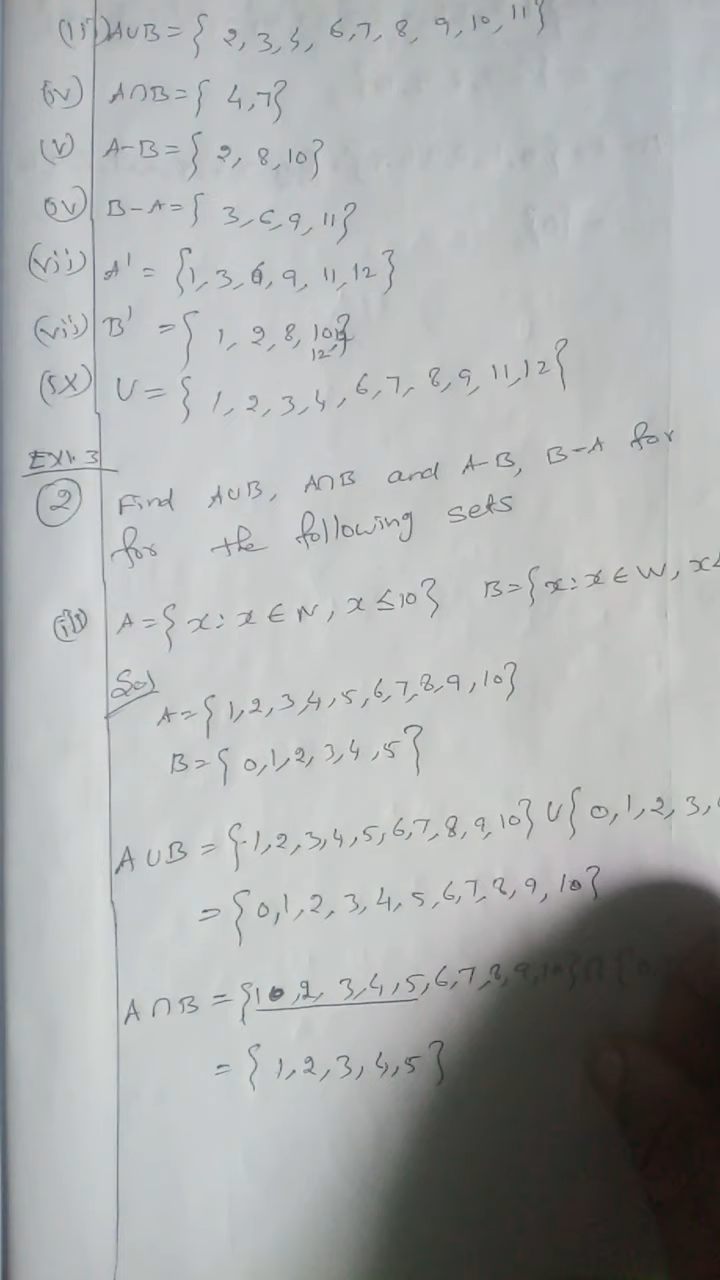 (iii) A∪B = { 2, 3, 4, 6, 7, 8, 9, 10, 11}
(iv) A∩B = { 4, 7}
(v) A-B = { 2, 8, 10}
B-A = { 3, 6, 9, 11}
(vii) A' = {1, 3, 6, 9, 11, 12}
(vii) B' = { 1, 2, 8, 10,
12}
U = { 1, 2, 3, 4, 6, 7, 8, 9, 11, 12}
EX1.3
(2) Find A∪B, A∩B and A-B, B-A for
for the following sets
A = { x: x ∈ N, x ≤ 10} B = {x: x ∈ W, x
Sol
A = { 1, 2, 3, 4, 5, 6, 7, 8, 9, 10}
B = { 0, 1, 2, 3, 4, 5}
A∪B = { 1, 2, 3, 4, 5, 6, 7, 8, 9, 10} ∪ { 0, 1, 2, 3,
= { 0, 1, 2, 3, 4, 5, 6, 7, 8, 9, 10}
A∩B = { 1, 2, 3, 4, 5, 6, 7, 8, 9, 10} ∩ { 0,
= { 1, 2, 3, 4, 5}